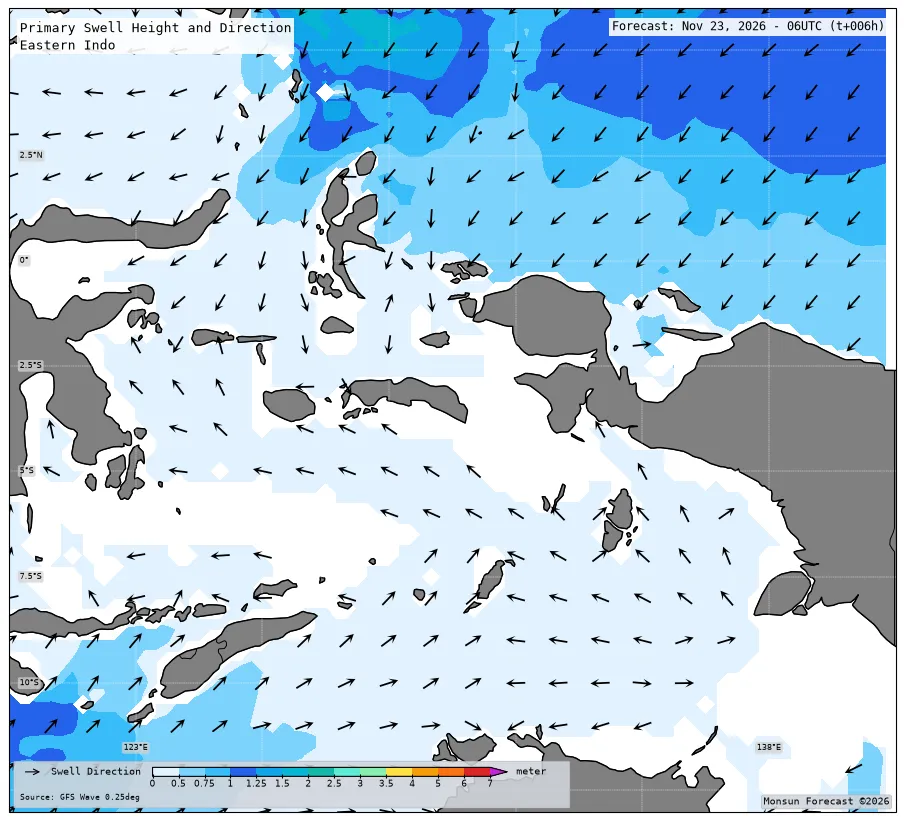 Primary Swell Height and Direction
Eastern Indo
Forecast: Nov 23, 2026 - 06UTC (t+006h)
2.5°N
0°
2.5°S
5°S
7.5°S
10°S
123°E
138°E
Swell Direction
meter
0 0.5 0.75 1 1.25 1.5 2 2.5 3 3.5 4 5 6 7
Source: GFS Wave 0.25deg
Monsun Forecast ©2026